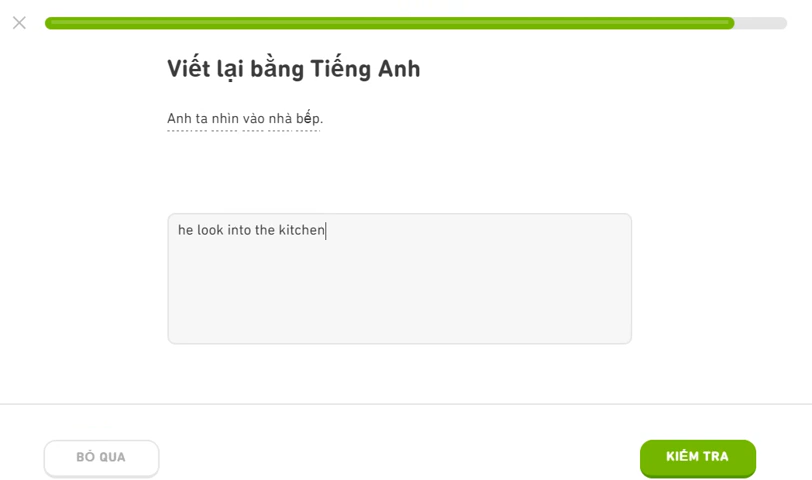 Viết lại bằng Tiếng Anh
Anh ta nhìn vào nhà bếp.
he look into the kitchen
BỎ QUA
KIỂM TRA